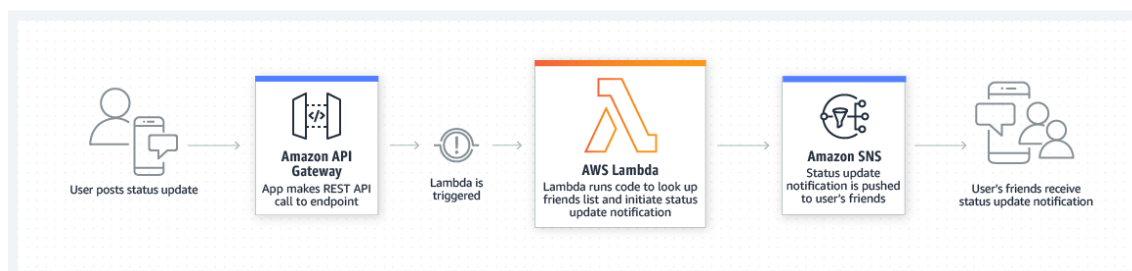 User posts status update
</>
Amazon API
Gateway
App makes REST API
call to endpoint
Lambda is
triggered
AWS Lambda
Lambda runs code to look up
friends list and initiate status
update notification
Amazon SNS
Status update
notification is pushed
to user's friends
User's friends receive
status update notification